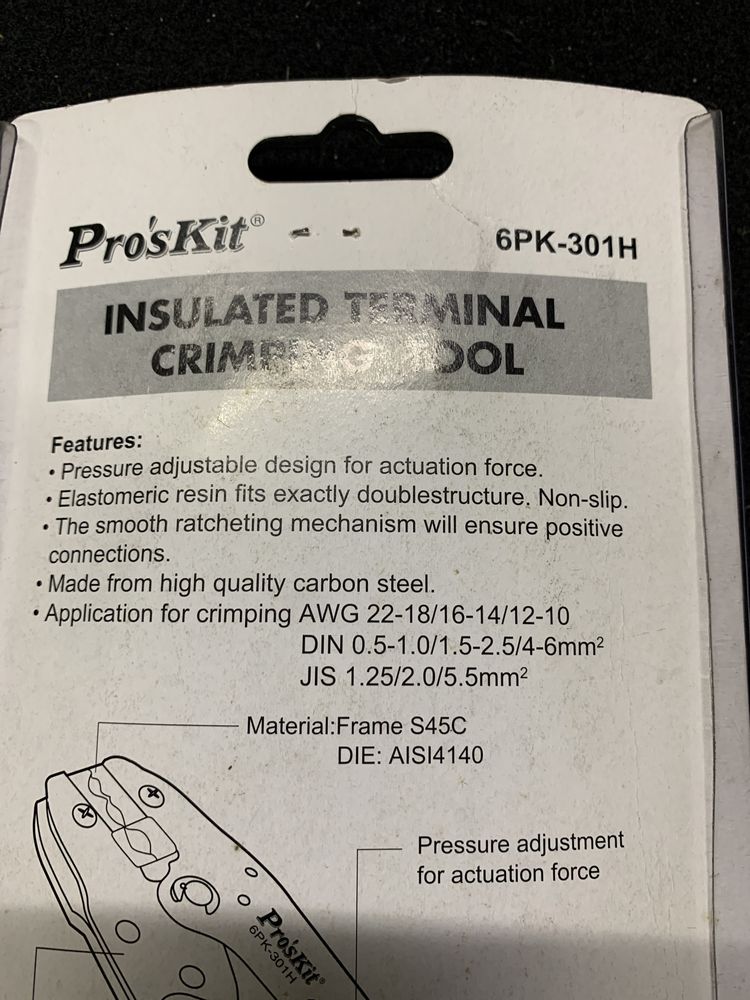 Pro'sKit®
6PK-301H
INSULATED TERMINAL
CRIMPING TOOL
Features:
• Pressure adjustable design for actuation force.
• Elastomeric resin fits exactly doublestructure. Non-slip.
• The smooth ratcheting mechanism will ensure positive
connections.
• Made from high quality carbon steel.
• Application for crimping AWG 22-18/16-14/12-10
DIN 0.5-1.0/1.5-2.5/4-6mm²
JIS 1.25/2.0/5.5mm²
Material:Frame S45C
DIE: AISI4140
Pressure adjustment
for actuation force
Pro'sKit®
6PK-301H